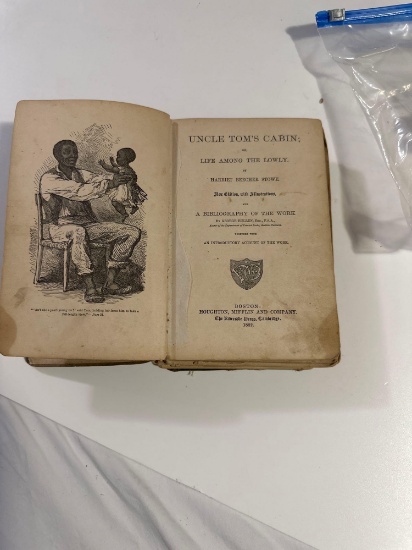 UNCLE TOM'S CABIN;
OR,
LIFE AMONG THE LOWLY.
BY
HARRIET BEECHER STOWE.
New Edition, with Illustrations,
AND
A BIBLIOGRAPHY OF THE WORK
TOGETHER WITH
AN INTRODUCTORY ACCOUNT OF THE WORK.
BOSTON:
HOUGHTON, MIFFLIN AND COMPANY.
The Riverside Press, Cambridge.